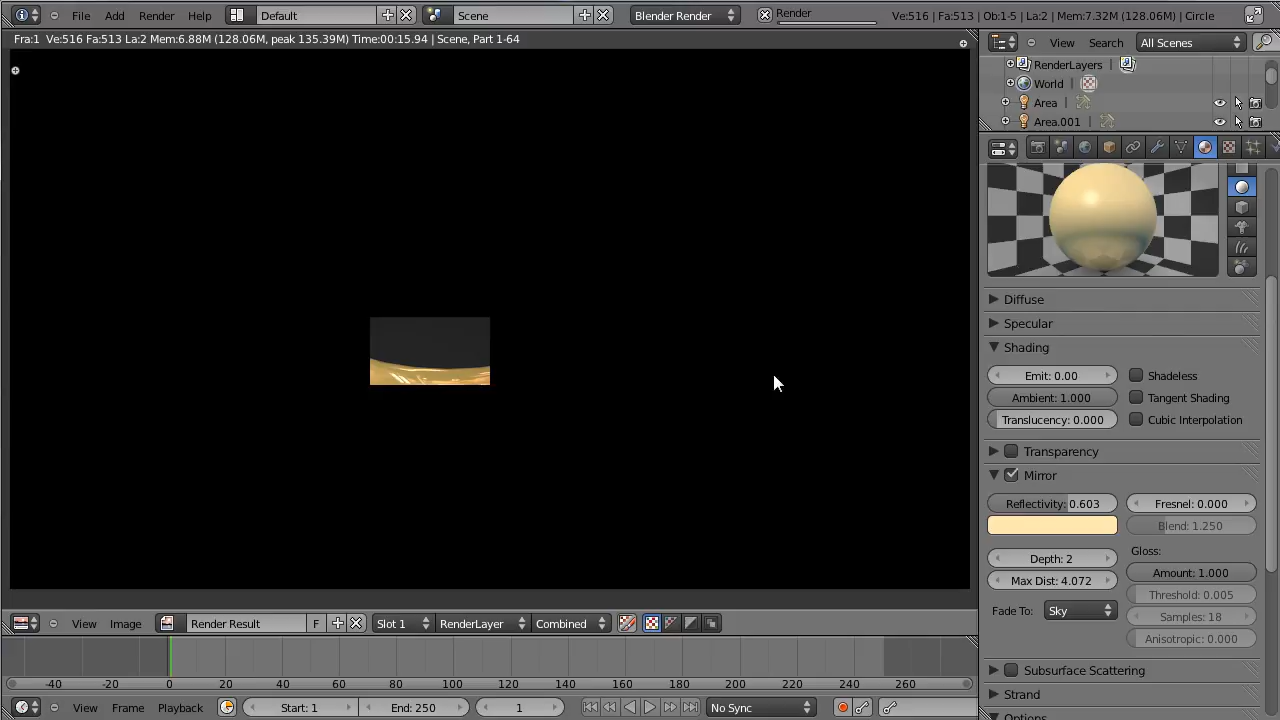 File Add Render Help Default Scene Blender Render Render Ve:516 | Fa:513 | Ob:1-5 | La:2 | Mem:7.32M (128.06M) | Circle
Fra:1 Ve:516 Fa:513 La:2 Mem:6.88M (128.06M, peak 135.39M) Time:00:15.94 | Scene, Part 1-64
View Search All Scenes
RenderLayers
World
Area
Area.001
Diffuse
Specular
Shading
Emit: 0.00 Shadeless
Ambient: 1.000 Tangent Shading
Translucency: 0.000 Cubic Interpolation
Transparency
Mirror
Reflectivity: 0.603 Fresnel: 0.000
Blend: 1.250
Depth: 2 Gloss:
Max Dist: 4.072 Amount: 1.000
Threshold: 0.005
Fade To: Sky Samples: 18
Anisotropic: 0.000
Subsurface Scattering
Strand
Options
View Image Render Result F Slot 1 RenderLayer Combined
-40 -20 0 20 40 60 80 100 120 140 160 180 200 220 240 260
View Frame Playback Start: 1 End: 250 1 No Sync